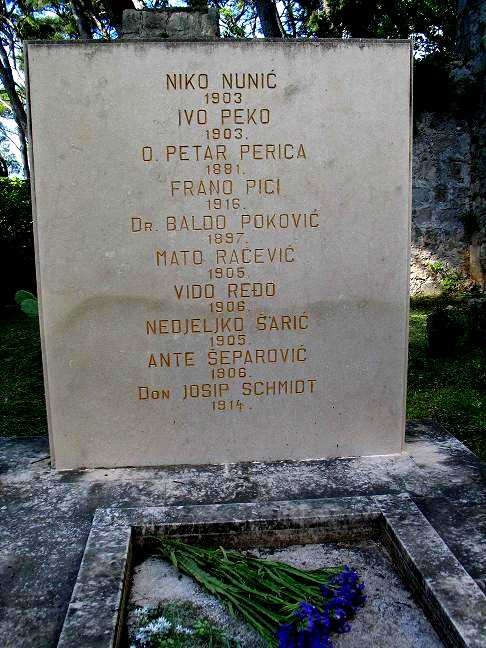 NIKO NUNIĆ
1903
IVO PEKO
1903.
O. PETAR PERICA
1881.
FRANO PICI
1916.
DR. BALDO POKOVIĆ
1897.
MATO RAČEVIĆ
1905.
VIDO REĐO
1906.
NEDJELJKO ŠARIĆ
1905.
ANTE ŠEPAROVIĆ
1906.
DON JOSIP SCHMIDT
1914.